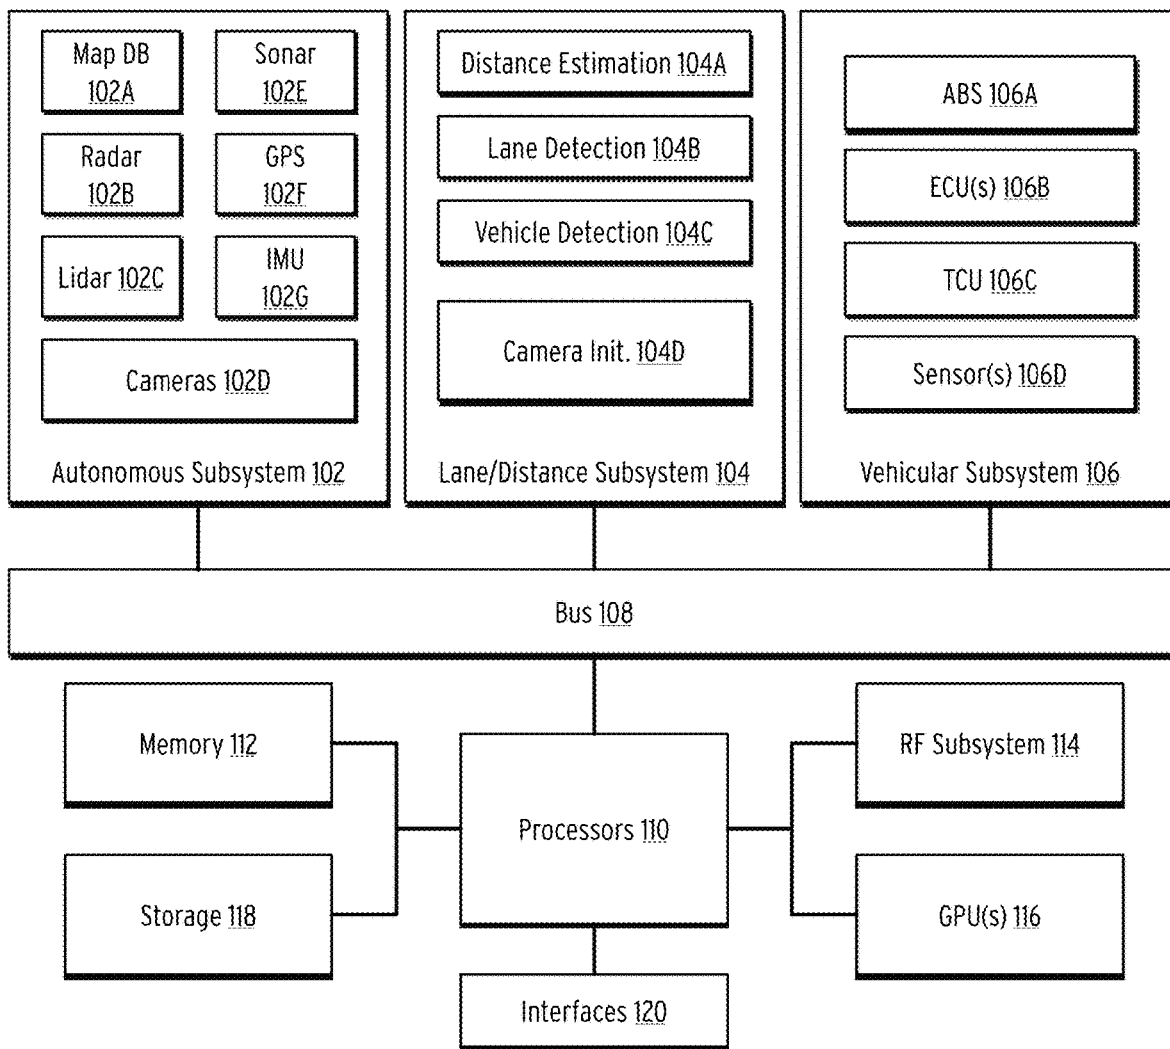 Map DB
102A
Sonar
102E
Radar
102B
GPS
102F
Lidar 102C
IMU
102G
Cameras 102D
Autonomous Subsystem 102
Distance Estimation 104A
Lane Detection 104B
Vehicle Detection 104C
Camera Init. 104D
Lane/Distance Subsystem 104
ABS 106A
ECU(s) 106B
TCU 106C
Sensor(s) 106D
Vehicular Subsystem 106
Bus 108
Memory 112
Storage 118
Processors 110
RF Subsystem 114
GPU(s) 116
Interfaces 120